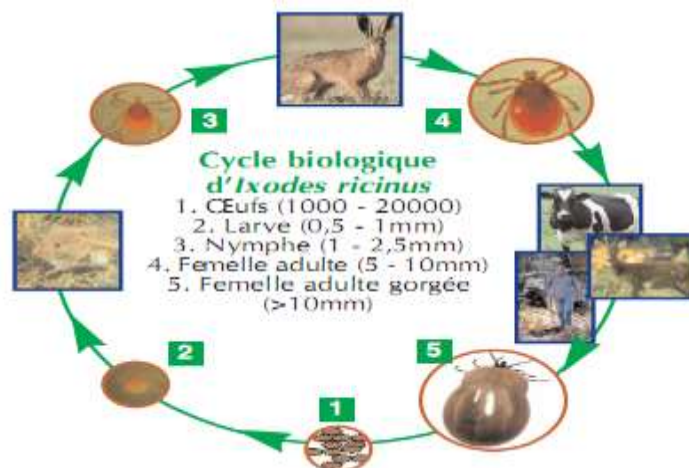 3
4
Cycle biologique
d'Ixodes ricinus
1. Œufs (1000 - 20000)
2. Larve (0,5 - 1mm)
3. Nymphe (1 - 2,5mm)
4. Femelle adulte (5 - 10mm)
5. Femelle adulte gorgée
(>10mm)
2
5
1